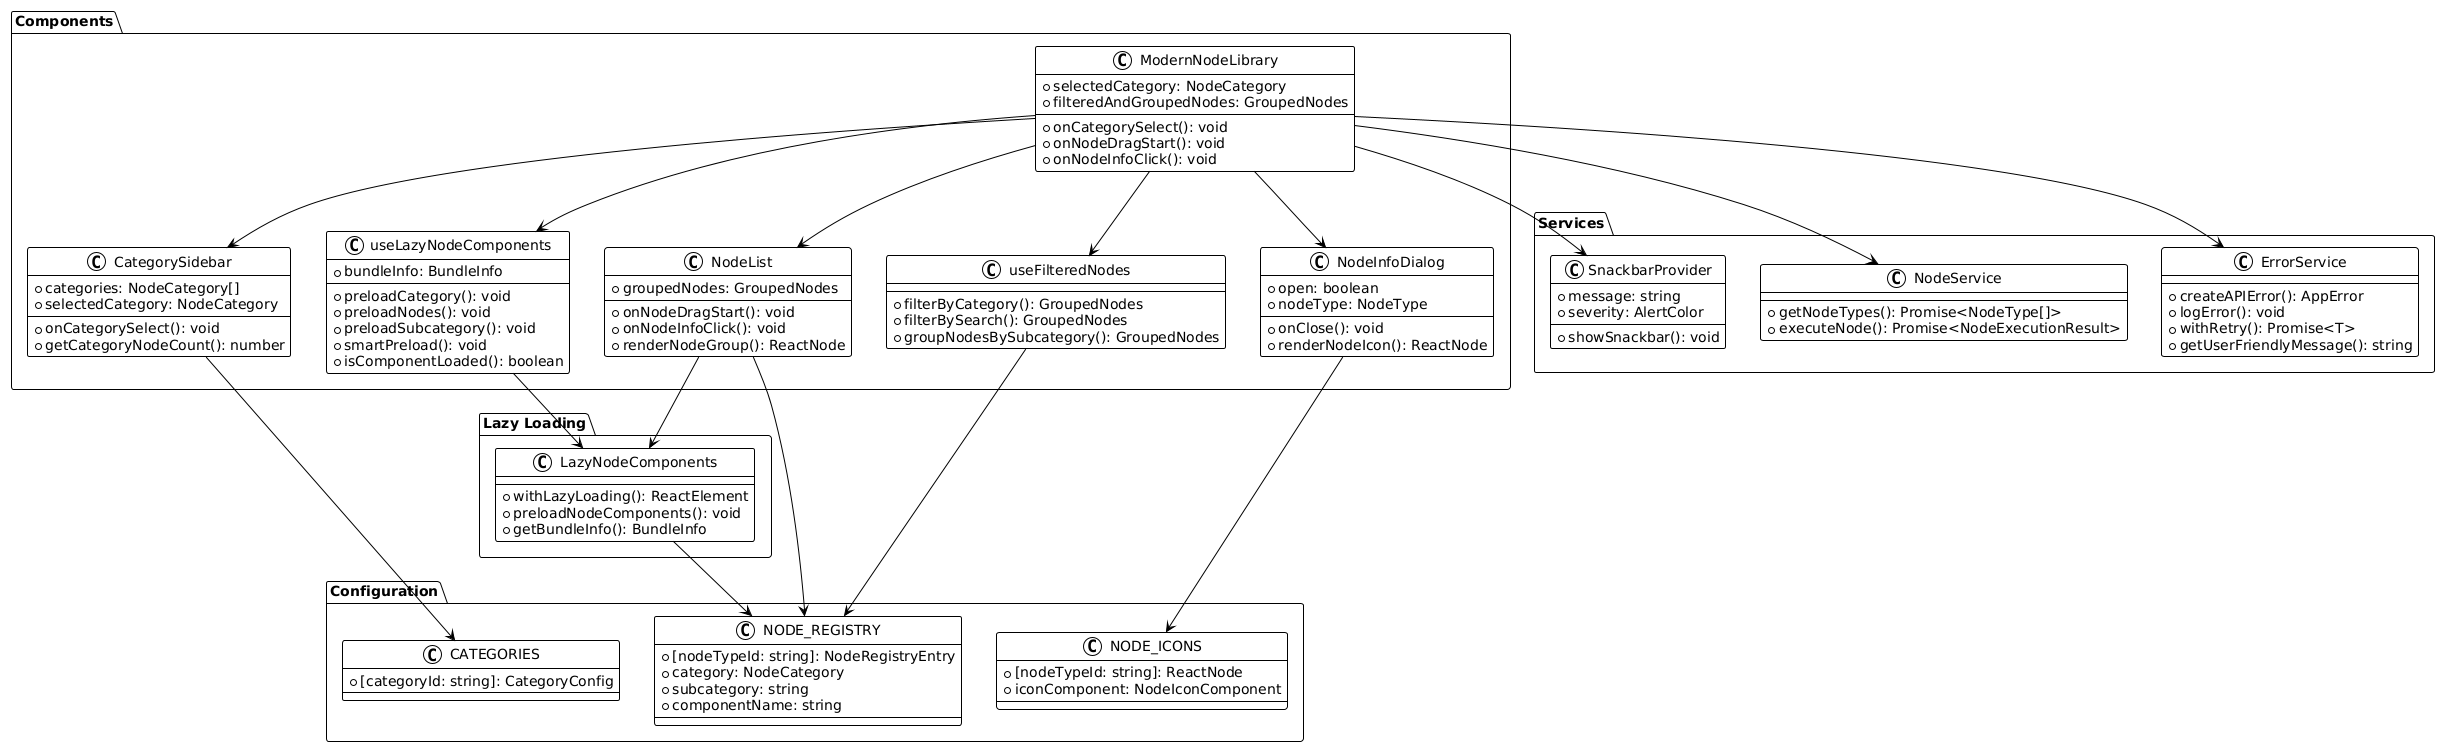 Components
C ModernNodeLibrary
selectedCategory: NodeCategory
filteredAndGroupedNodes: GroupedNodes
onCategorySelect(): void
onNodeDragStart(): void
onNodeInfoClick(): void
C CategorySidebar
categories: NodeCategory[]
selectedCategory: NodeCategory
onCategorySelect(): void
getCategoryNodeCount(): number
C useLazyNodeComponents
bundleInfo: BundleInfo
preloadCategory(): void
preloadNodes(): void
preloadSubcategory(): void
smartPreload(): void
isComponentLoaded(): boolean
C NodeList
groupedNodes: GroupedNodes
onNodeDragStart(): void
onNodeInfoClick(): void
renderNodeGroup(): ReactNode
C useFilteredNodes
filterByCategory(): GroupedNodes
filterBySearch(): GroupedNodes
groupNodesBySubcategory(): GroupedNodes
C NodeInfoDialog
open: boolean
nodeType: NodeType
onClose(): void
renderNodeIcon(): ReactNode
Services
C SnackbarProvider
message: string
severity: AlertColor
showSnackbar(): void
C NodeService
getNodeTypes(): Promise<NodeType[]>
executeNode(): Promise<NodeExecutionResult>
C ErrorService
createAPIError(): AppError
logError(): void
withRetry(): Promise<T>
getUserFriendlyMessage(): string
Lazy Loading
C LazyNodeComponents
withLazyLoading(): ReactElement
preloadNodeComponents(): void
getBundleInfo(): BundleInfo
Configuration
C CATEGORIES
[categoryId: string]: CategoryConfig
C NODE_REGISTRY
[nodeTypeId: string]: NodeRegistryEntry
category: NodeCategory
subcategory: string
componentName: string
C NODE_ICONS
[nodeTypeId: string]: ReactNode
iconComponent: NodeIconComponent